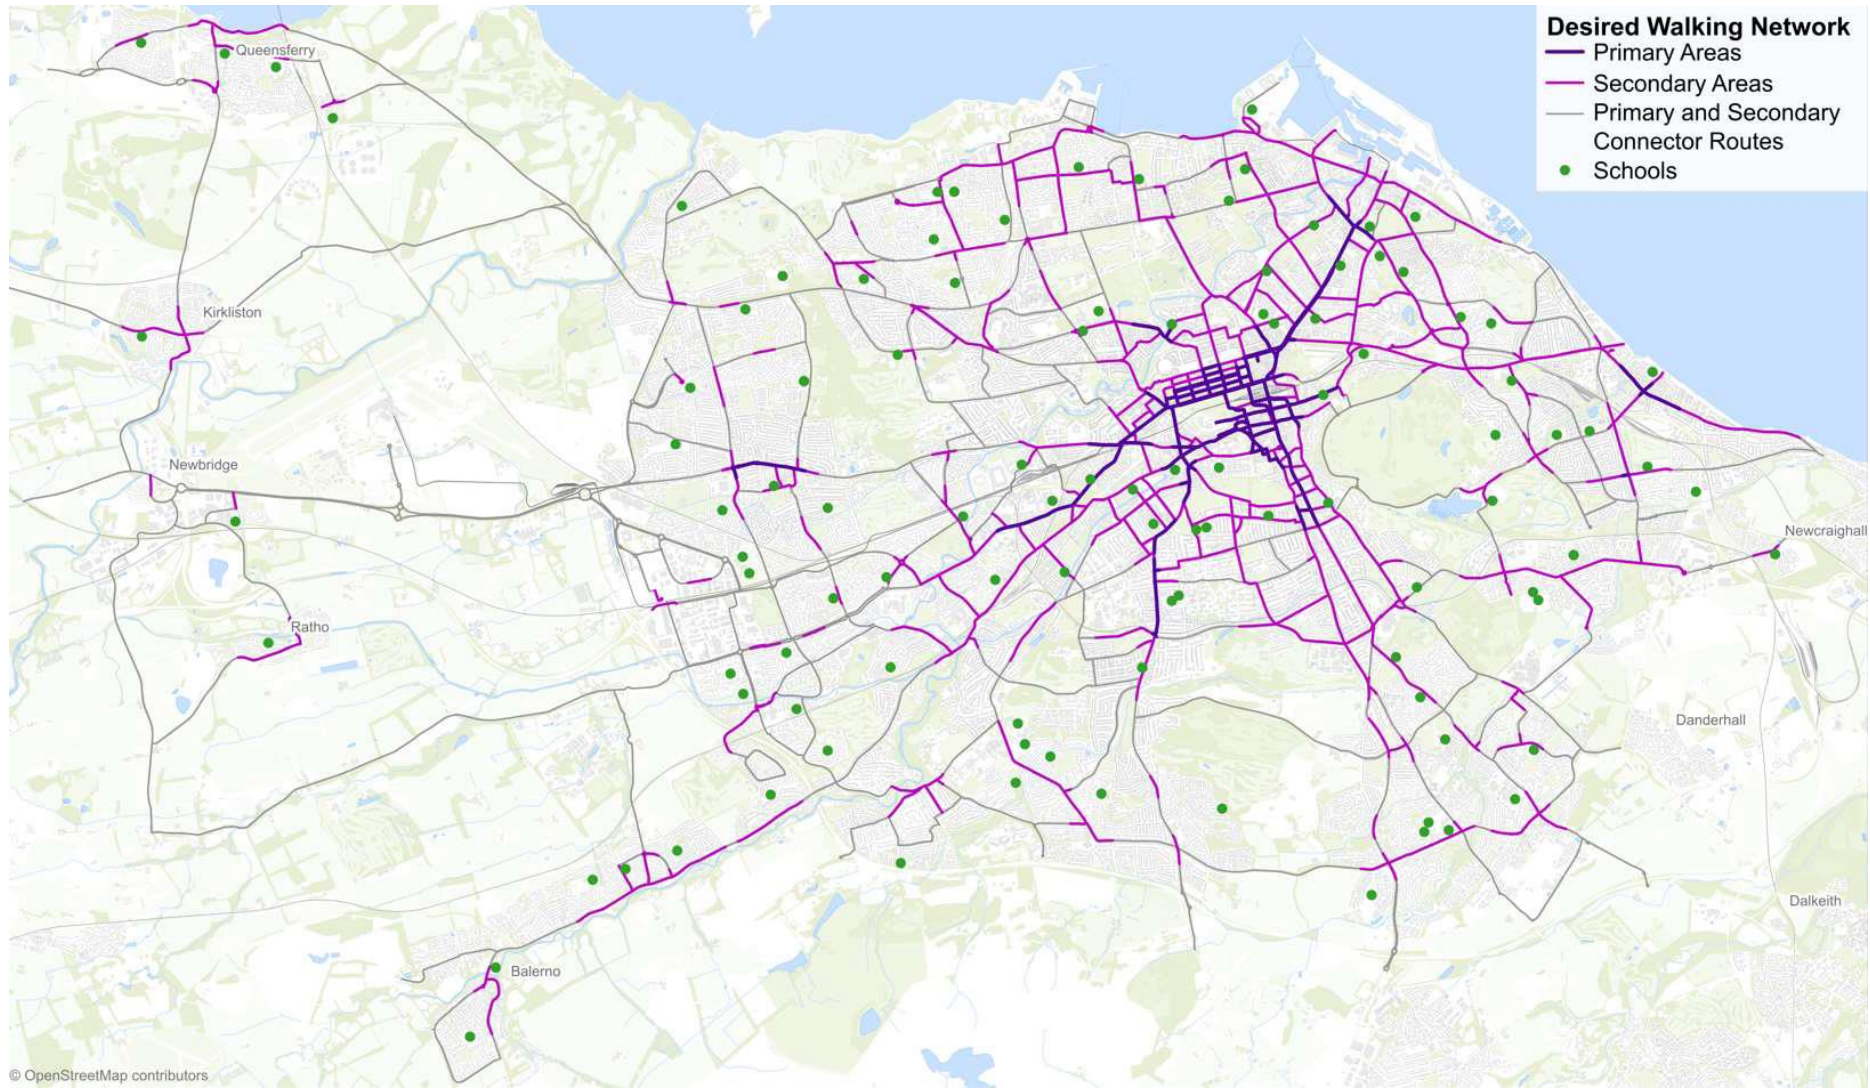 Desired Walking Network
Primary Areas
Secondary Areas
Primary and Secondary
Connector Routes
Schools
Queensferry
Kirkliston
Newbridge
Ratho
Newcraighall
Danderhall
Dalkeith
Balerno
© OpenStreetMap contributors